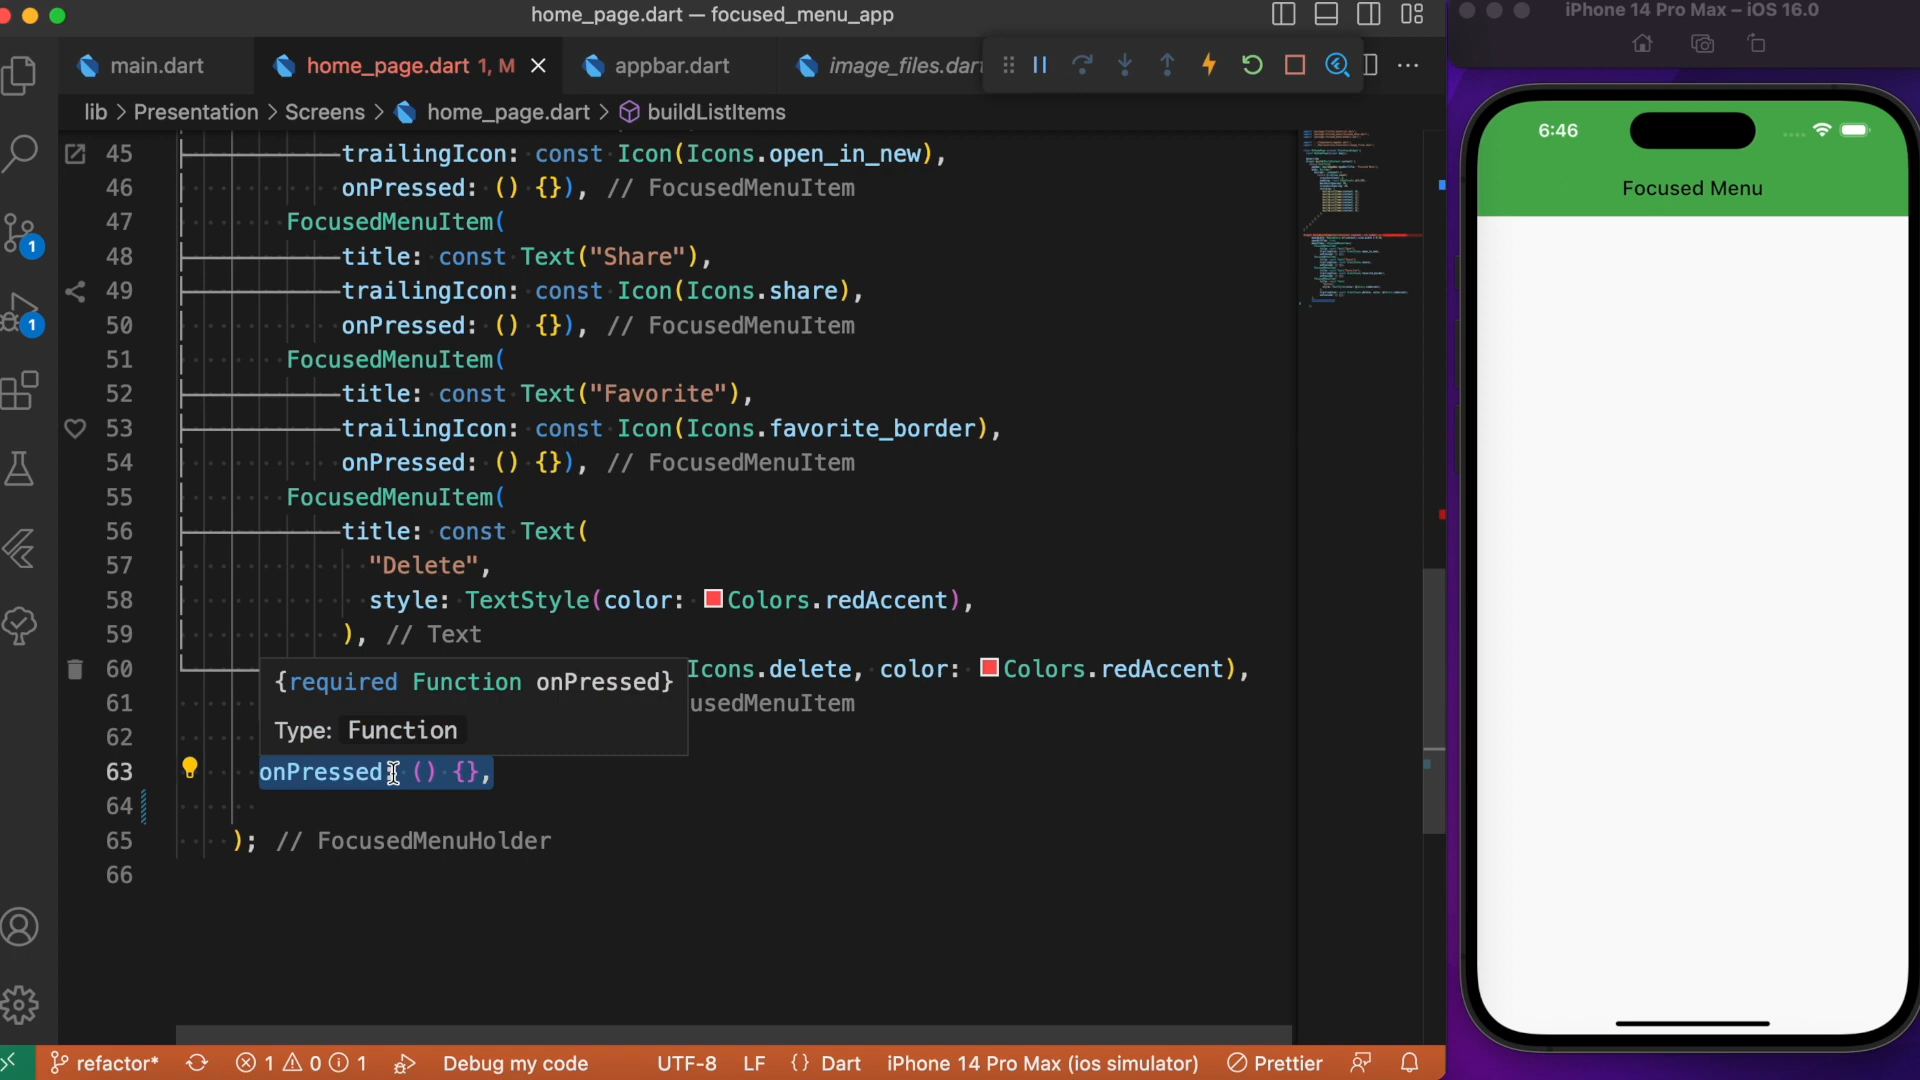 home_page.dart — focused_menu_app
iPhone 14 Pro Max – iOS 16.0
main.dart
home_page.dart 1, M
appbar.dart
image_files.dar
lib > Presentation > Screens > home_page.dart > buildListItems
45 trailingIcon: const Icon(Icons.open_in_new),
46 onPressed: () {}), // FocusedMenuItem
47 FocusedMenuItem(
48 title: const Text("Share"),
49 trailingIcon: const Icon(Icons.share),
50 onPressed: () {}), // FocusedMenuItem
51 FocusedMenuItem(
52 title: const Text("Favorite"),
53 trailingIcon: const Icon(Icons.favorite_border),
54 onPressed: () {}), // FocusedMenuItem
55 FocusedMenuItem(
56 title: const Text(
57 "Delete",
58 style: TextStyle(color: Colors.redAccent),
59 ), // Text
60 Icons.delete, color: Colors.redAccent),
{required Function onPressed}
61 usedMenuItem
Type: Function
62
63 onPressed: () {},
64
65 ); // FocusedMenuHolder
66
1
1
refactor* 1 0 1 Debug my code UTF-8 LF {} Dart iPhone 14 Pro Max (ios simulator) Prettier
6:46
Focused Menu